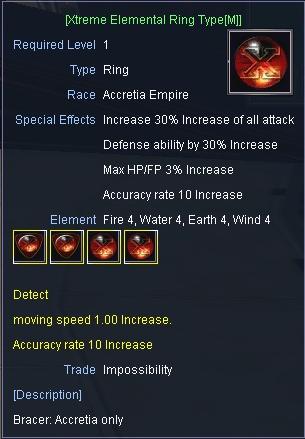 [Xtreme Elemental Ring Type[M]]
Required Level 1
Type Ring
Race Accretia Empire
Special Effects Increase 30% Increase of all attack
Defense ability by 30% Increase
Max HP/FP 3% Increase
Accuracy rate 10 Increase
Element Fire 4, Water 4, Earth 4, Wind 4
Detect
moving speed 1.00 Increase.
Accuracy rate 10 Increase
Trade Impossibility
[Description]
Bracer: Accretia only